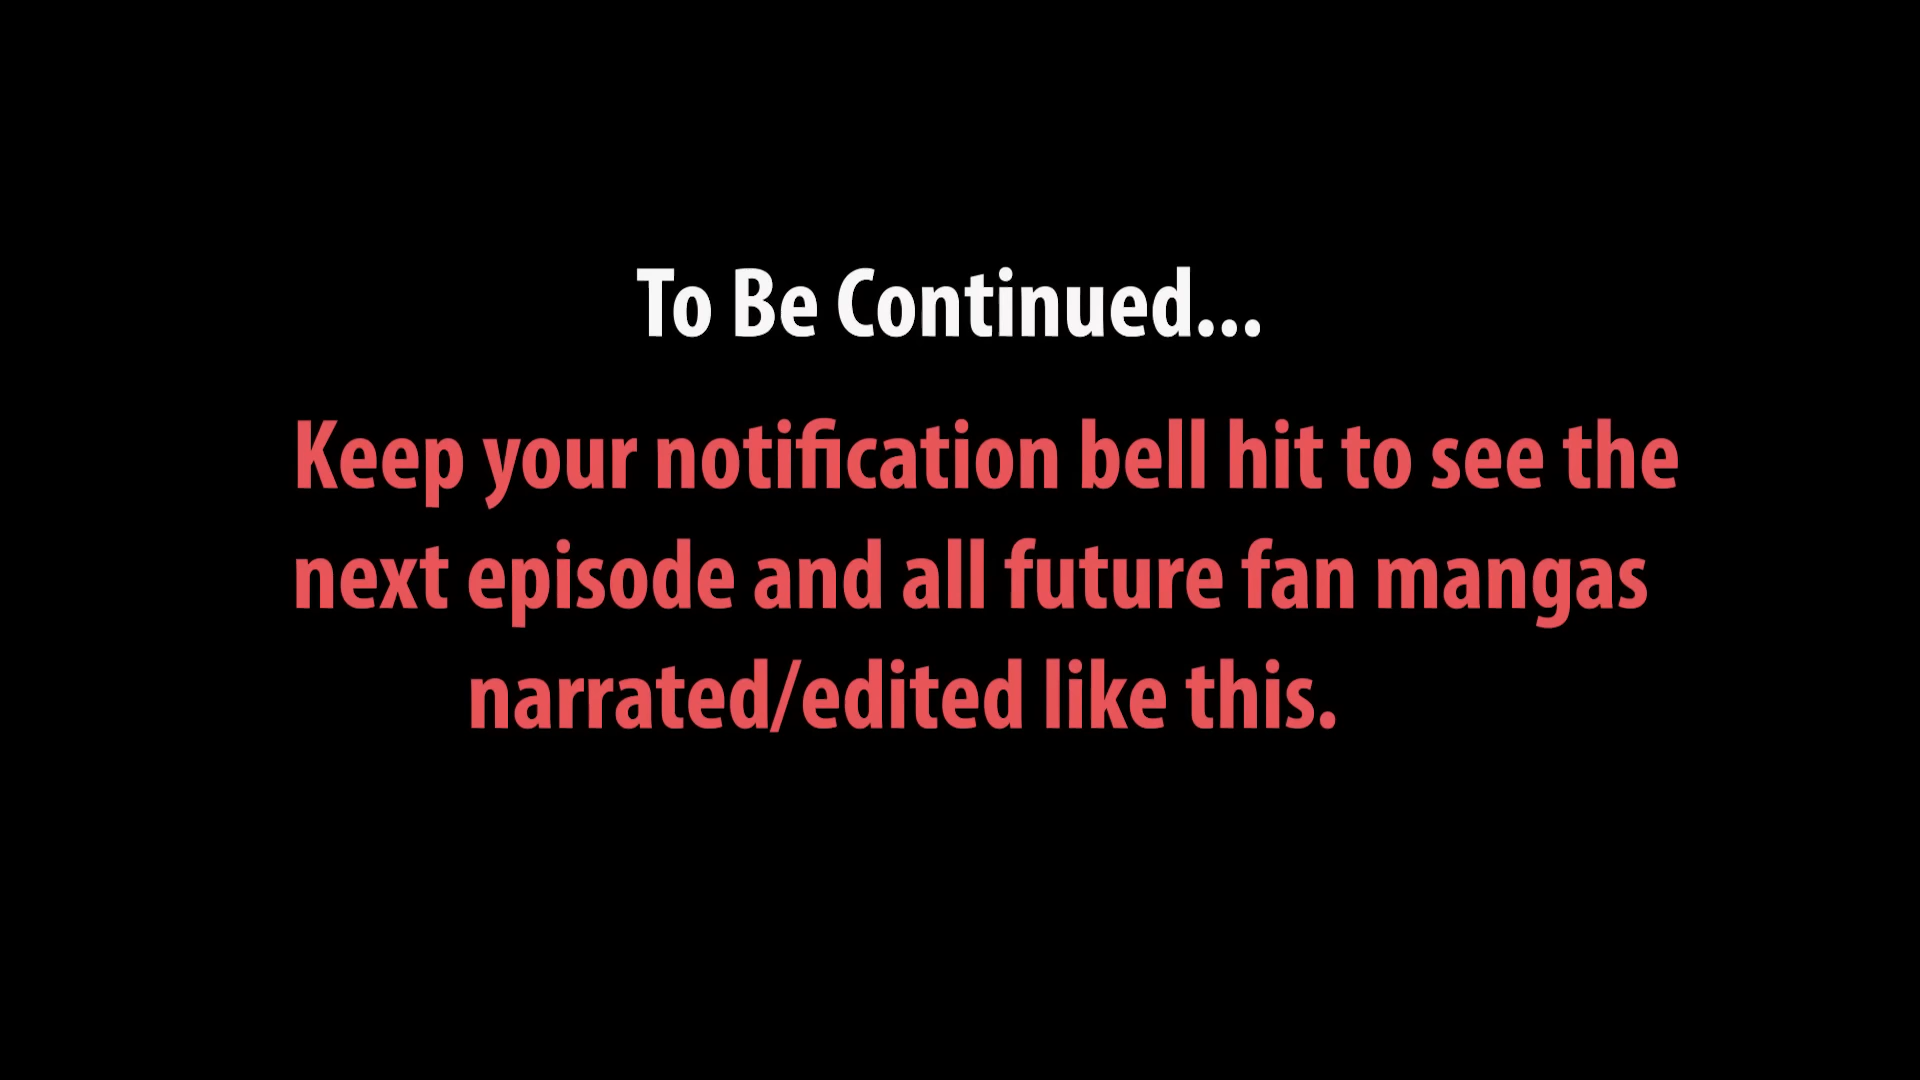 To Be Continued...
Keep your notification bell hit to see the
next episode and all future fan mangas
narrated/edited like this.